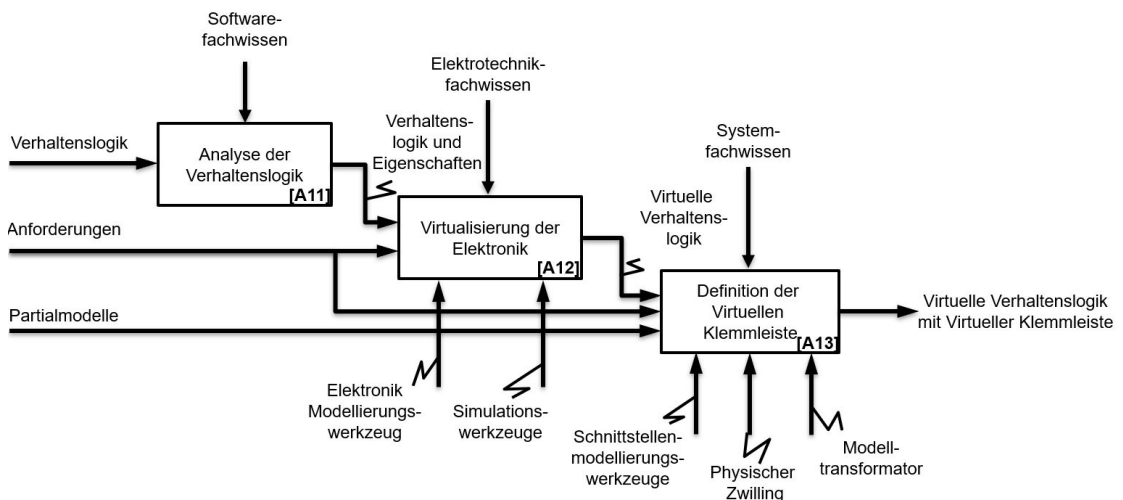 Software-
fachwissen
Elektrotechnik-
fachwissen
Verhaltenslogik
Analyse der
Verhaltenslogik
[A11]
Verhaltens
logik und
Eigenschaften
System-
fachwissen
Anforderungen
Virtualisierung der
Elektronik
[A12]
Virtuelle
Verhaltens-
logik
Partialmodelle
Definition der
Virtuellen
Klemmleiste
[A13]
Virtuelle Verhaltenslogik
mit Virtueller Klemmleiste
Elektronik
Modellierungs-
werkzeug
Simulations-
werkzeuge
Schnittstellen-
modellierungs-
werkzeuge
Physischer
Zwilling
Modell-
transformator